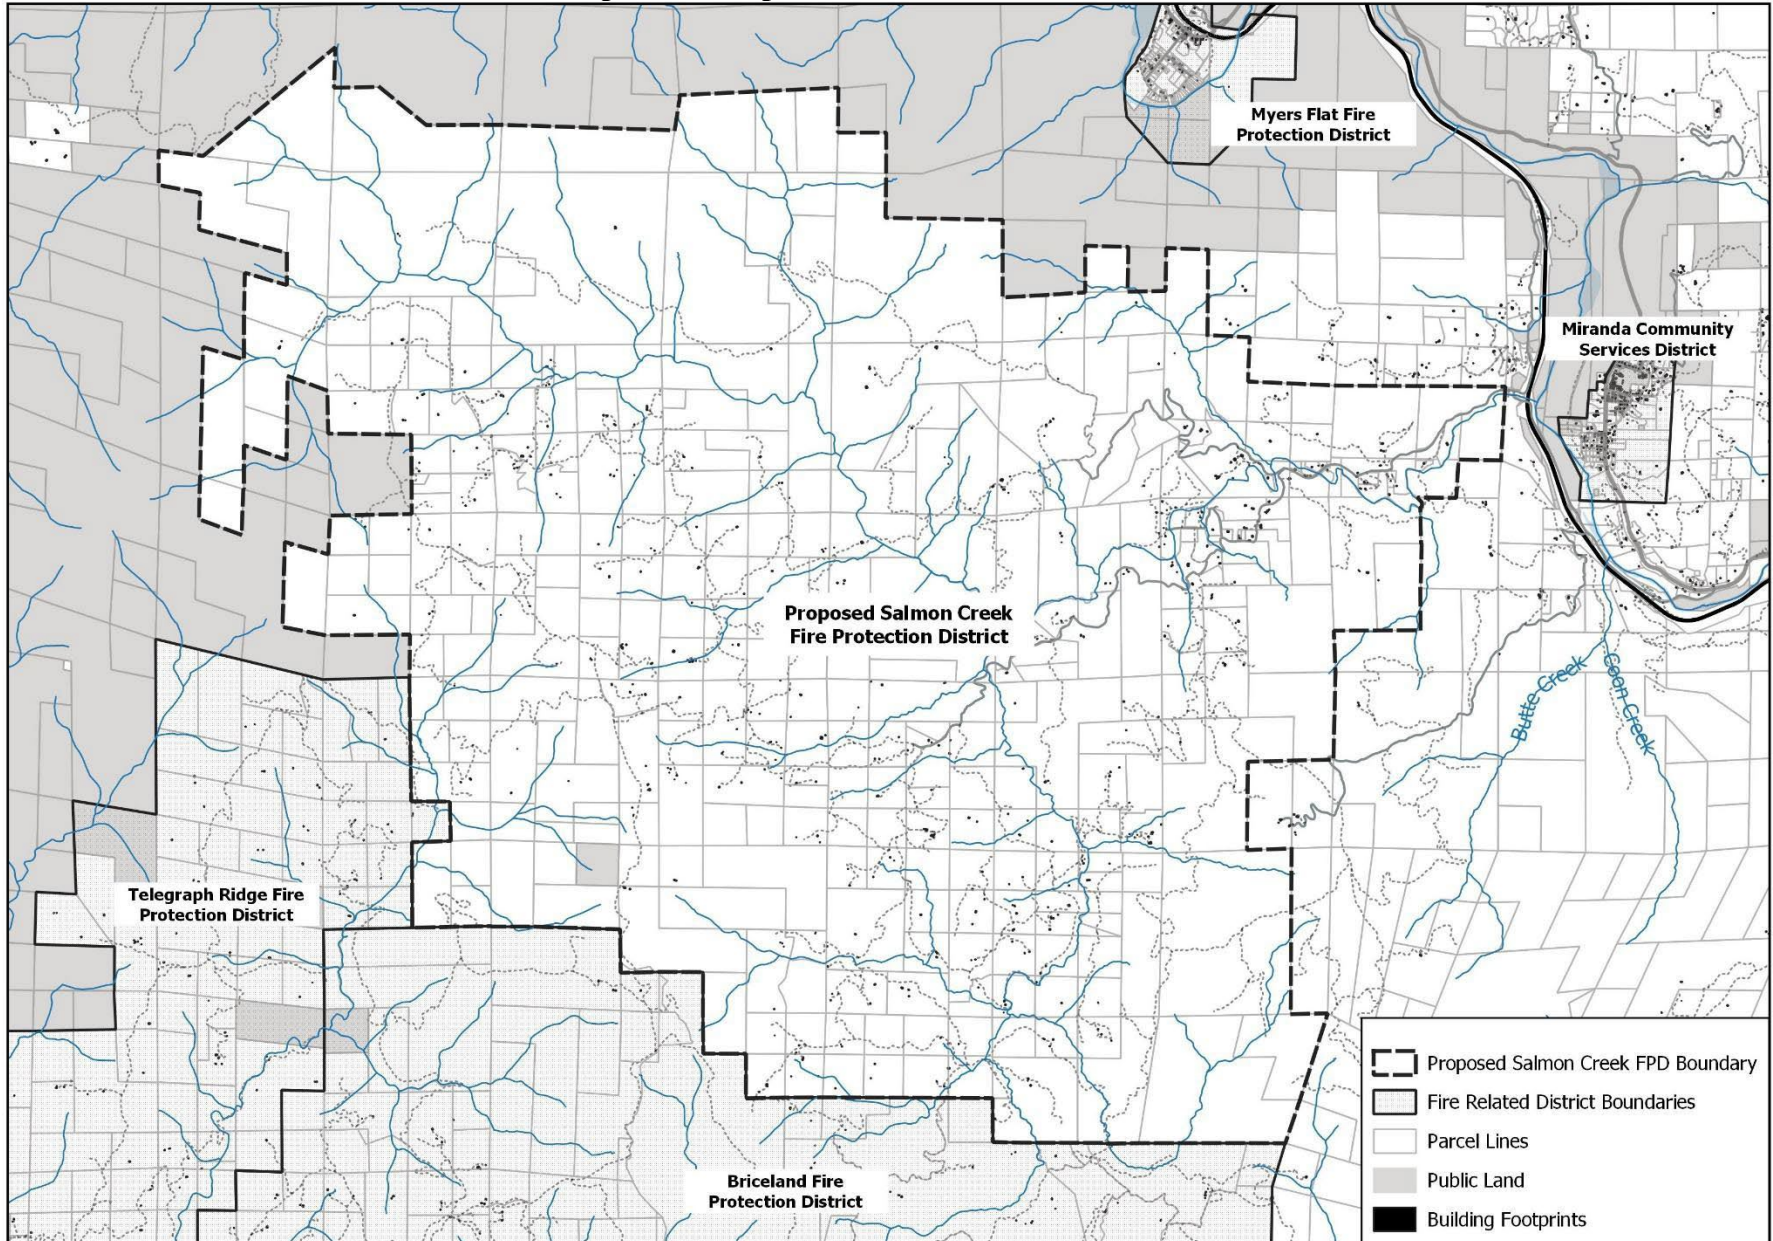 Myers Flat Fire
Protection District
Miranda Community
Services District
Proposed Salmon Creek
Fire Protection District
Butte Creek
Coon Creek
Telegraph Ridge Fire
Protection District
Briceland Fire
Protection District
Proposed Salmon Creek FPD Boundary
Fire Related District Boundaries
Parcel Lines
Public Land
Building Footprints